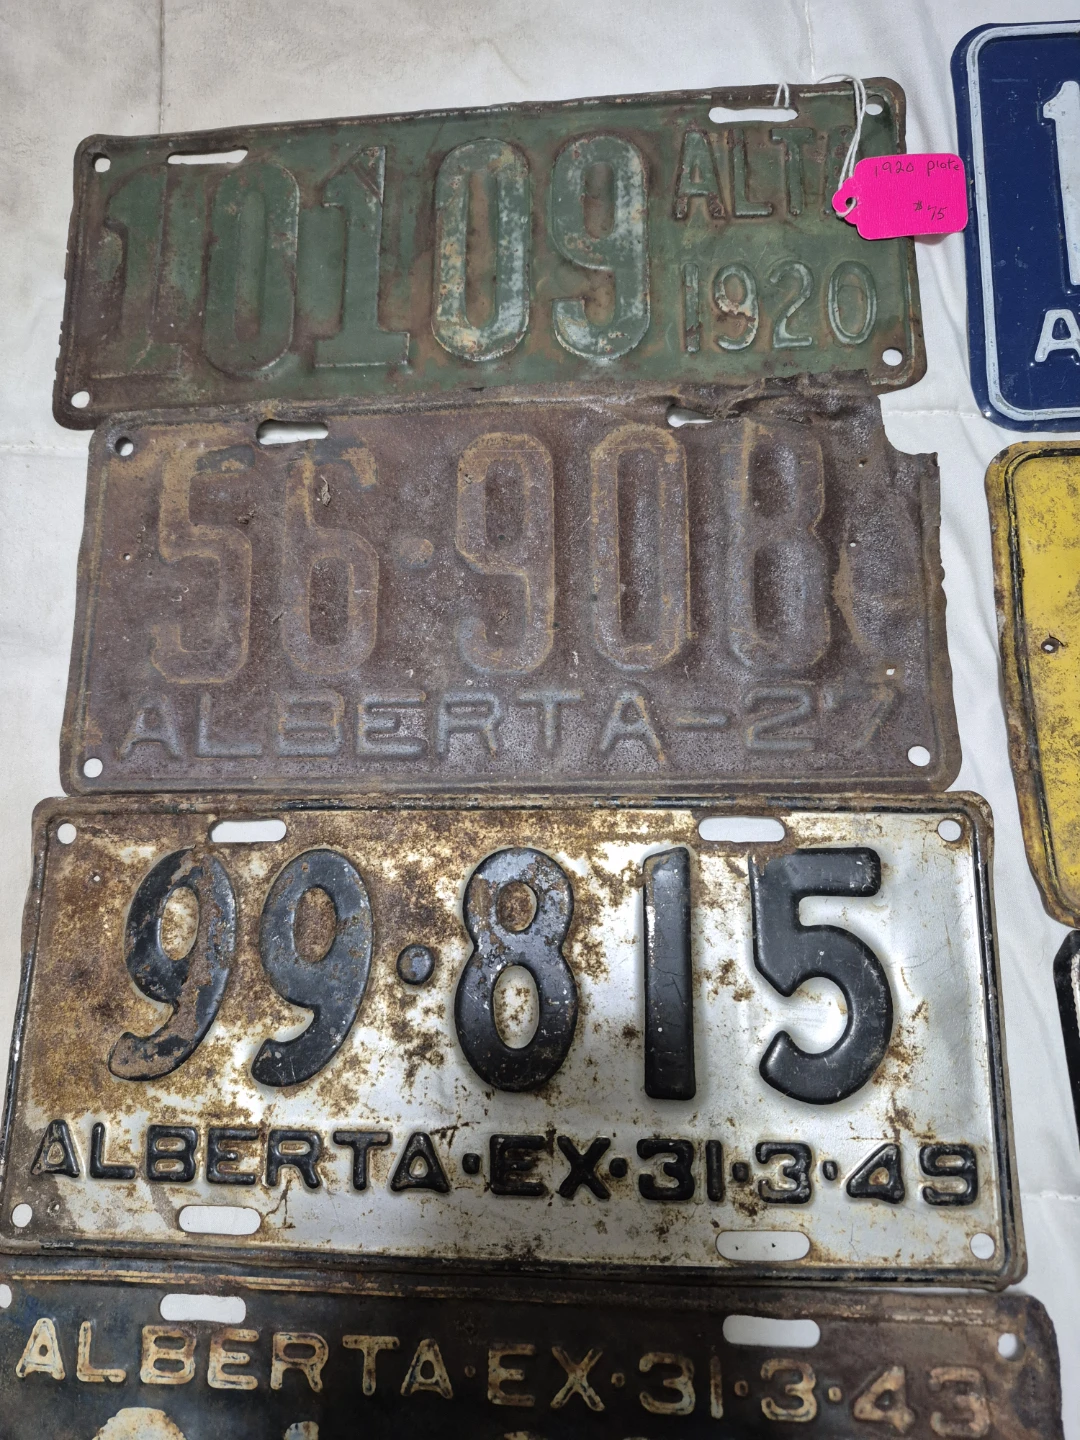 10109
ALTA
1920
1920 plate
$75
56·908
ALBERTA-27
99·815
ALBERTA·EX·31·3·49
ALBERTA·EX·31·3·43
1
A